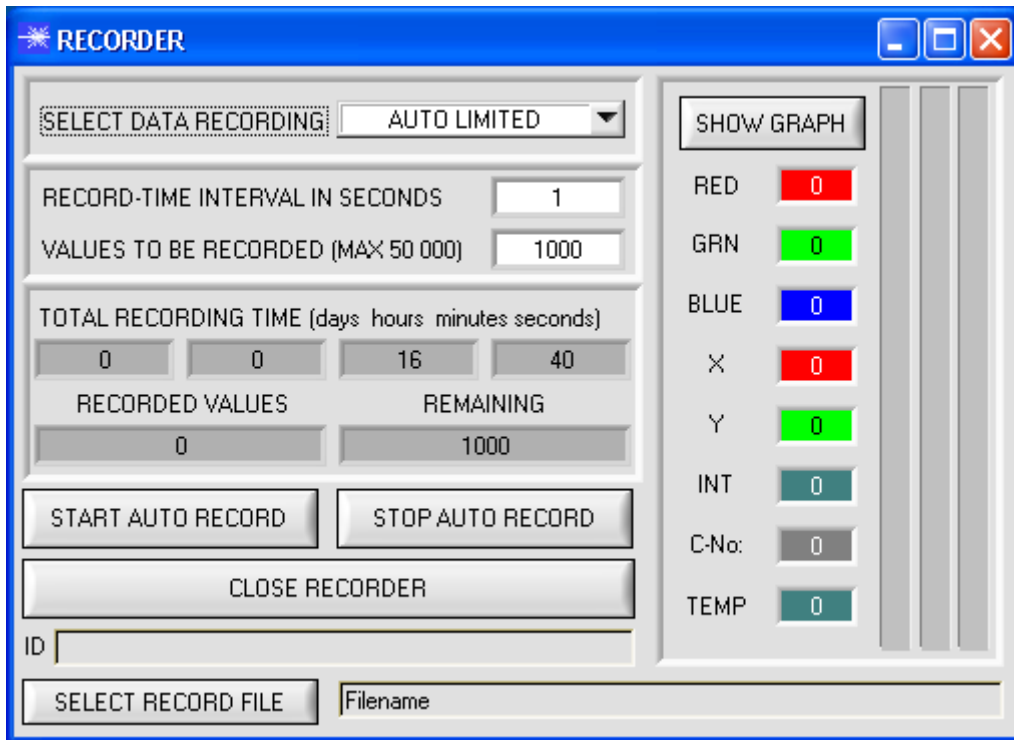 RECORDER
SELECT DATA RECORDING AUTO LIMITED
RECORD-TIME INTERVAL IN SECONDS 1
VALUES TO BE RECORDED (MAX 50 000) 1000
TOTAL RECORDING TIME (days hours minutes seconds)
0 0 16 40
RECORDED VALUES REMAINING
0 1000
START AUTO RECORD STOP AUTO RECORD
CLOSE RECORDER
ID
SELECT RECORD FILE Filename
SHOW GRAPH
RED 0
GRN 0
BLUE 0
X 0
Y 0
INT 0
C-No: 0
TEMP 0